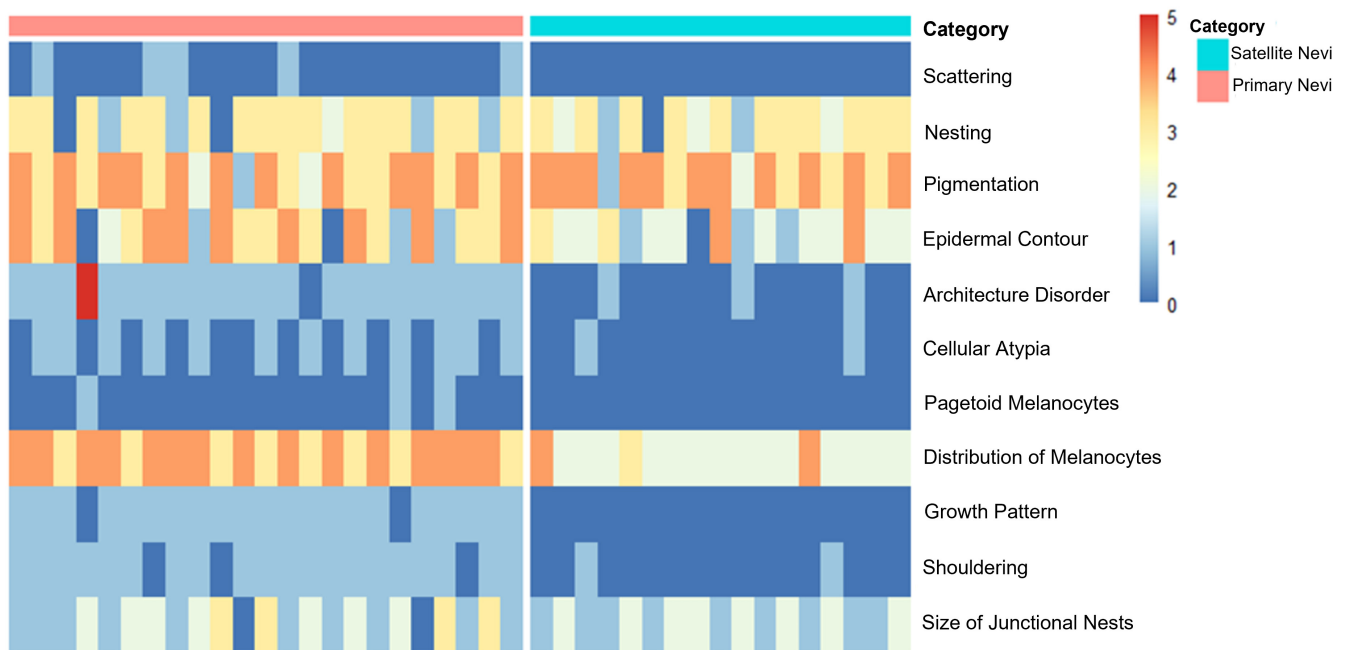 Category
Scattering
Nesting
Pigmentation
Epidermal Contour
Architecture Disorder
Cellular Atypia
Pagetoid Melanocytes
Distribution of Melanocytes
Growth Pattern
Shouldering
Size of Junctional Nests
5
4
3
2
1
0
Category
Satellite Nevi
Primary Nevi